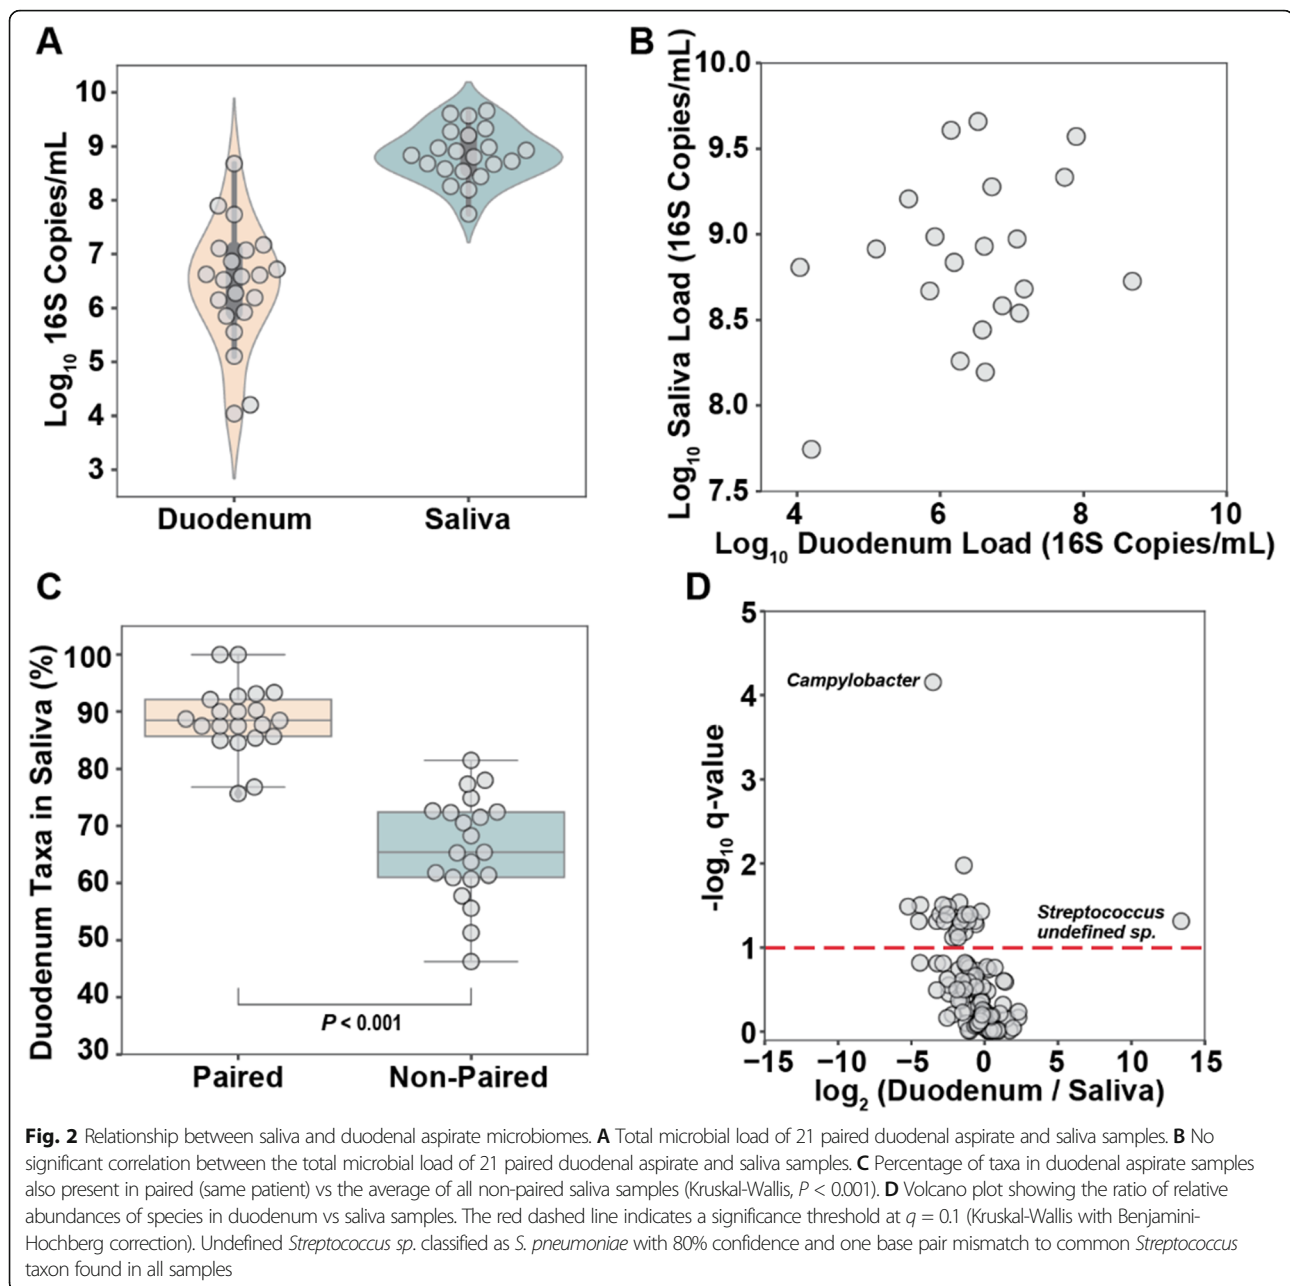 A
Log10 16S Copies/mL
10
9
8
7
6
5
4
3
Duodenum Saliva
B
Log10 Saliva Load (16S Copies/mL)
10.0
9.5
9.0
8.5
8.0
7.5
4 6 8 10
Log10 Duodenum Load (16S Copies/mL)
C
Duodenum Taxa in Saliva (%)
100
90
80
70
60
50
40
30
P < 0.001
Paired Non-Paired
D
-log10 q-value
5
4
3
2
1
0
Campylobacter
Streptococcus
undefined sp.
−15 −10 −5 0 5 10 15
log2 (Duodenum / Saliva)
Fig. 2 Relationship between saliva and duodenal aspirate microbiomes. A Total microbial load of 21 paired duodenal aspirate and saliva samples. B No
significant correlation between the total microbial load of 21 paired duodenal aspirate and saliva samples. C Percentage of taxa in duodenal aspirate samples
also present in paired (same patient) vs the average of all non-paired saliva samples (Kruskal-Wallis, P < 0.001). D Volcano plot showing the ratio of relative
abundances of species in duodenum vs saliva samples. The red dashed line indicates a significance threshold at q = 0.1 (Kruskal-Wallis with Benjamini-
Hochberg correction). Undefined Streptococcus sp. classified as S. pneumoniae with 80% confidence and one base pair mismatch to common Streptococcus
taxon found in all samples